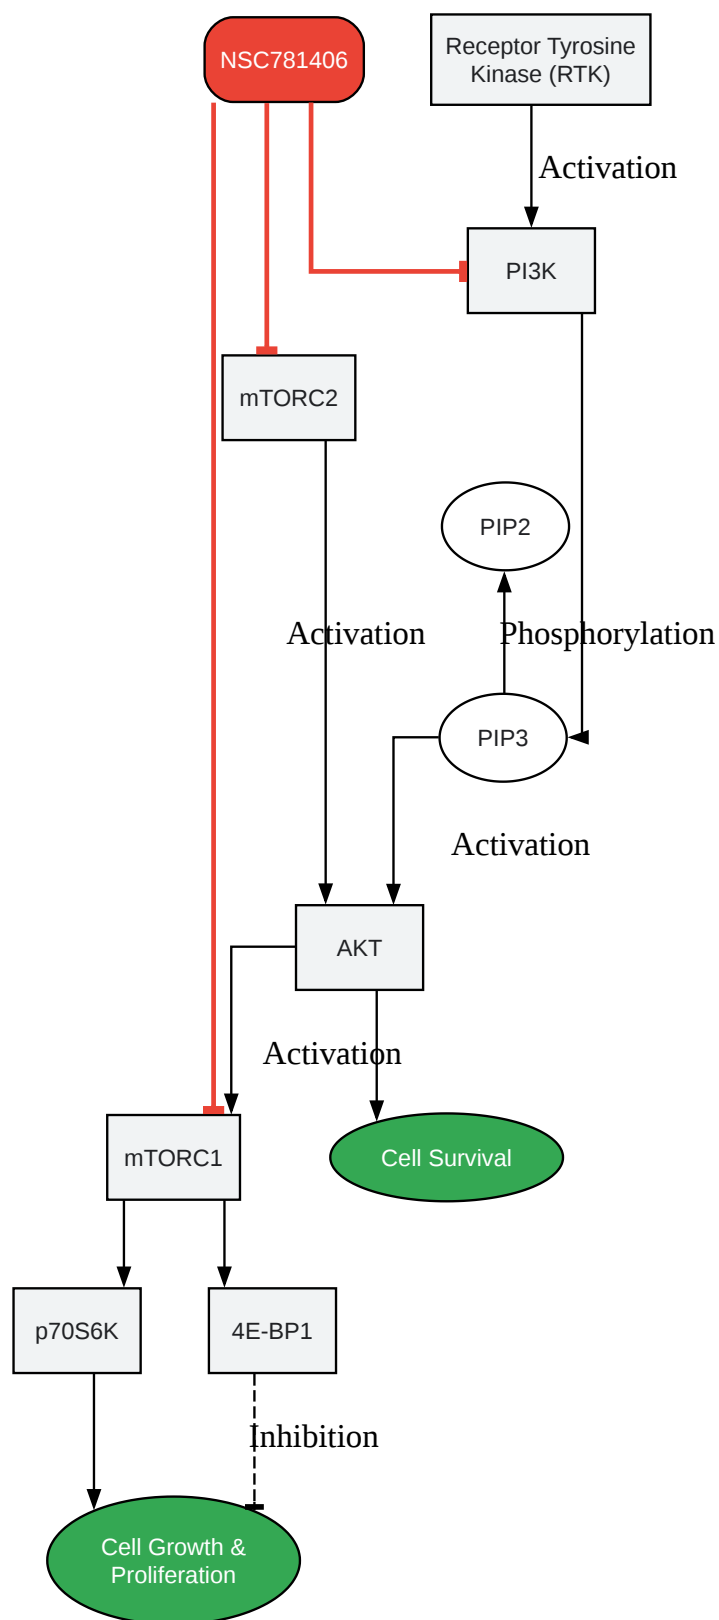 NSC781406
Receptor Tyrosine
Kinase (RTK)
Activation
PI3K
mTORC2
PIP2
Activation
Phosphorylation
PIP3
Activation
AKT
Activation
mTORC1
Cell Survival
p70S6K
4E-BP1
Inhibition
Cell Growth &
Proliferation